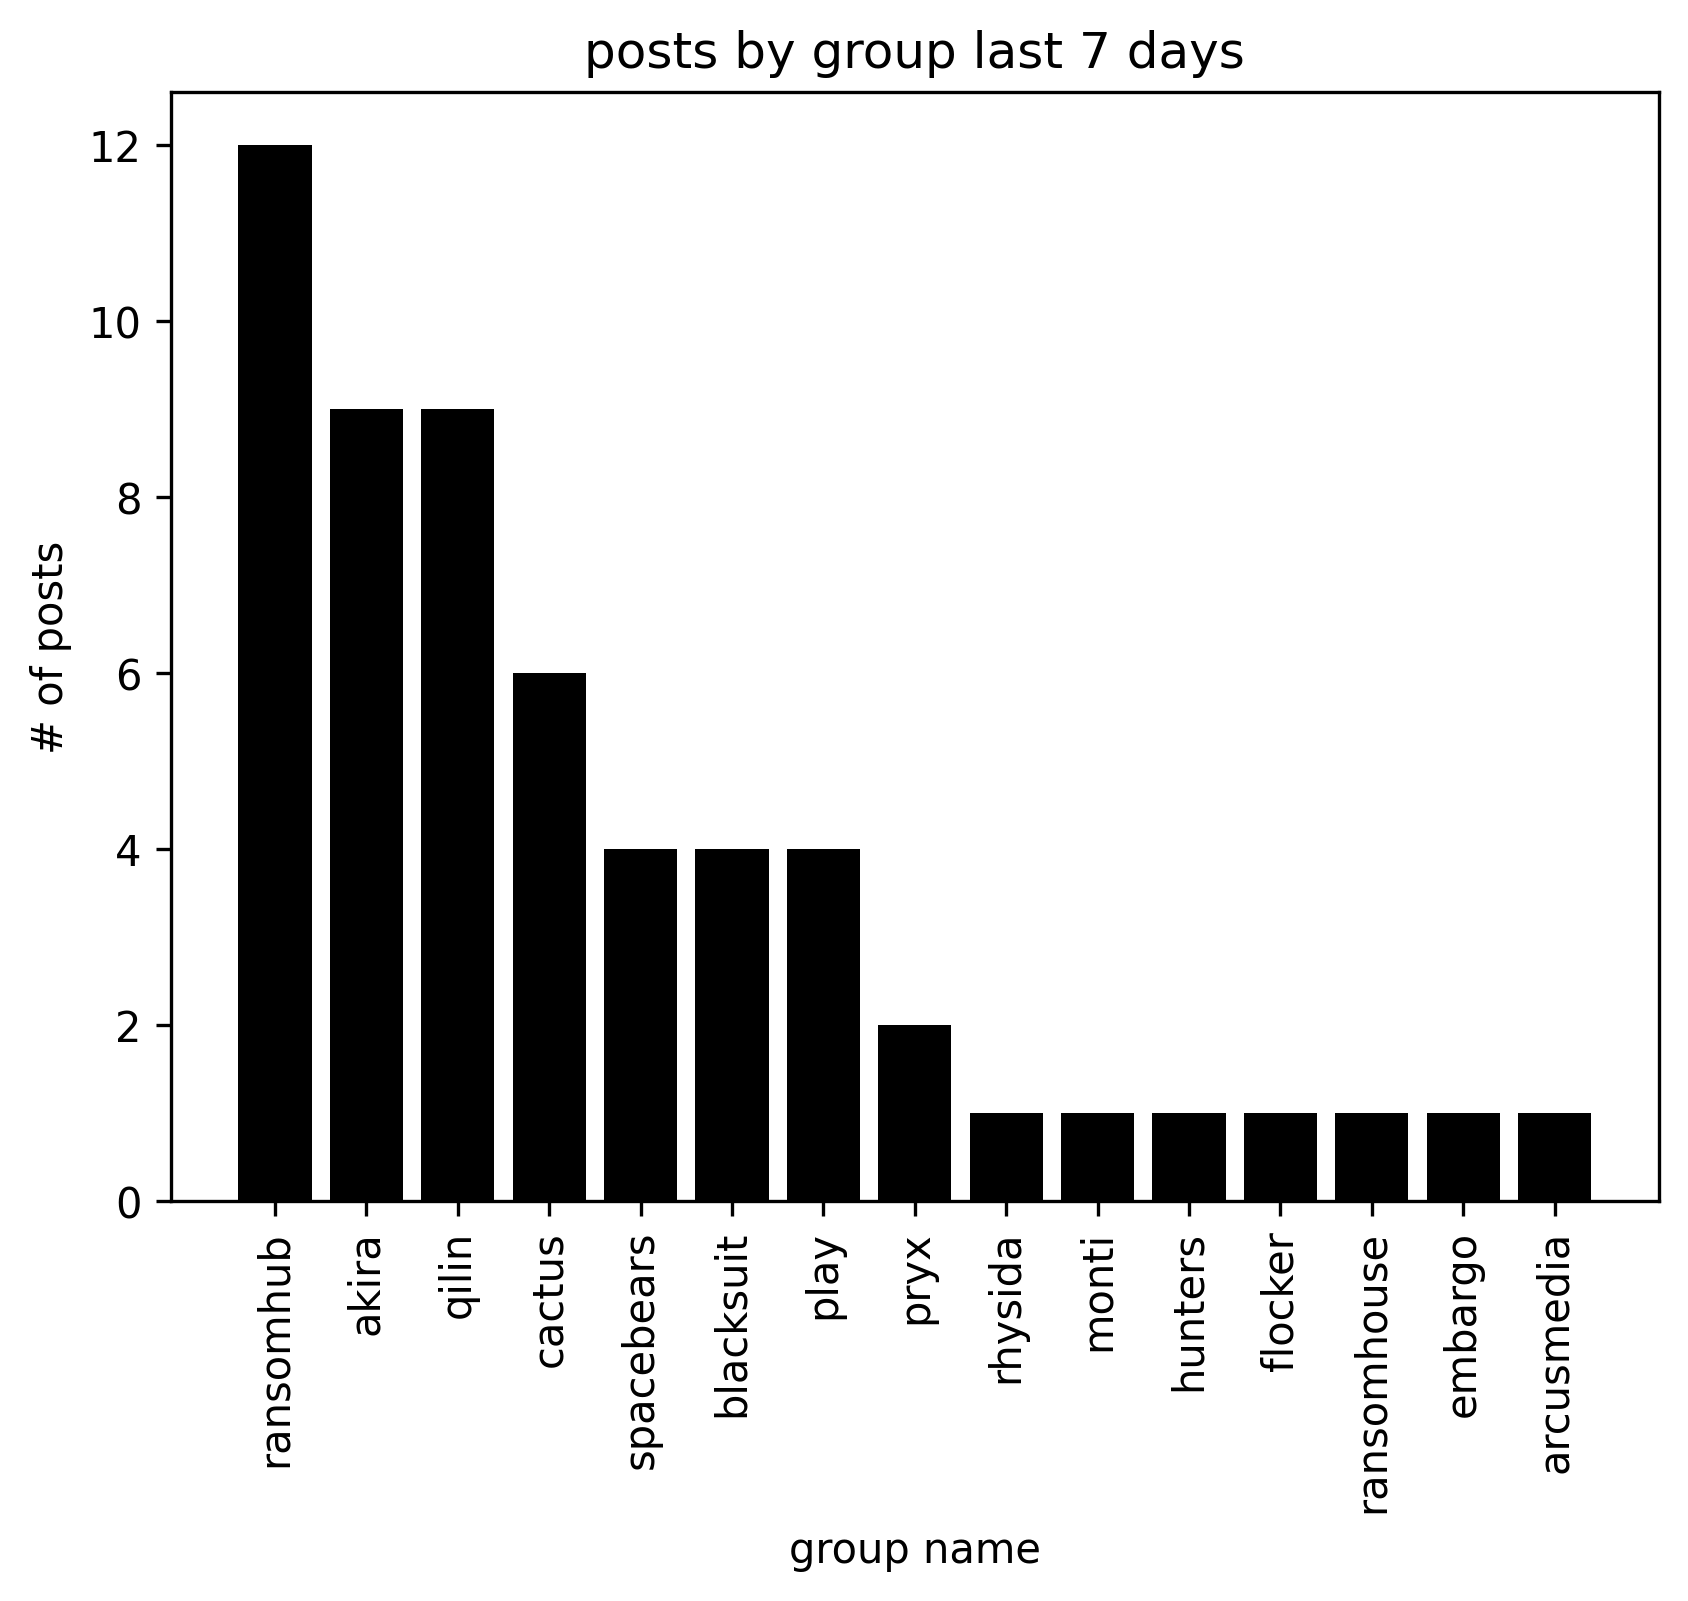 posts by group last 7 days
# of posts
12
10
8
6
4
2
0
ransomhub
akira
qilin
cactus
spacebears
blacksuit
play
pryx
rhysida
monti
hunters
flocker
ransomhouse
embargo
arcusmedia
group name